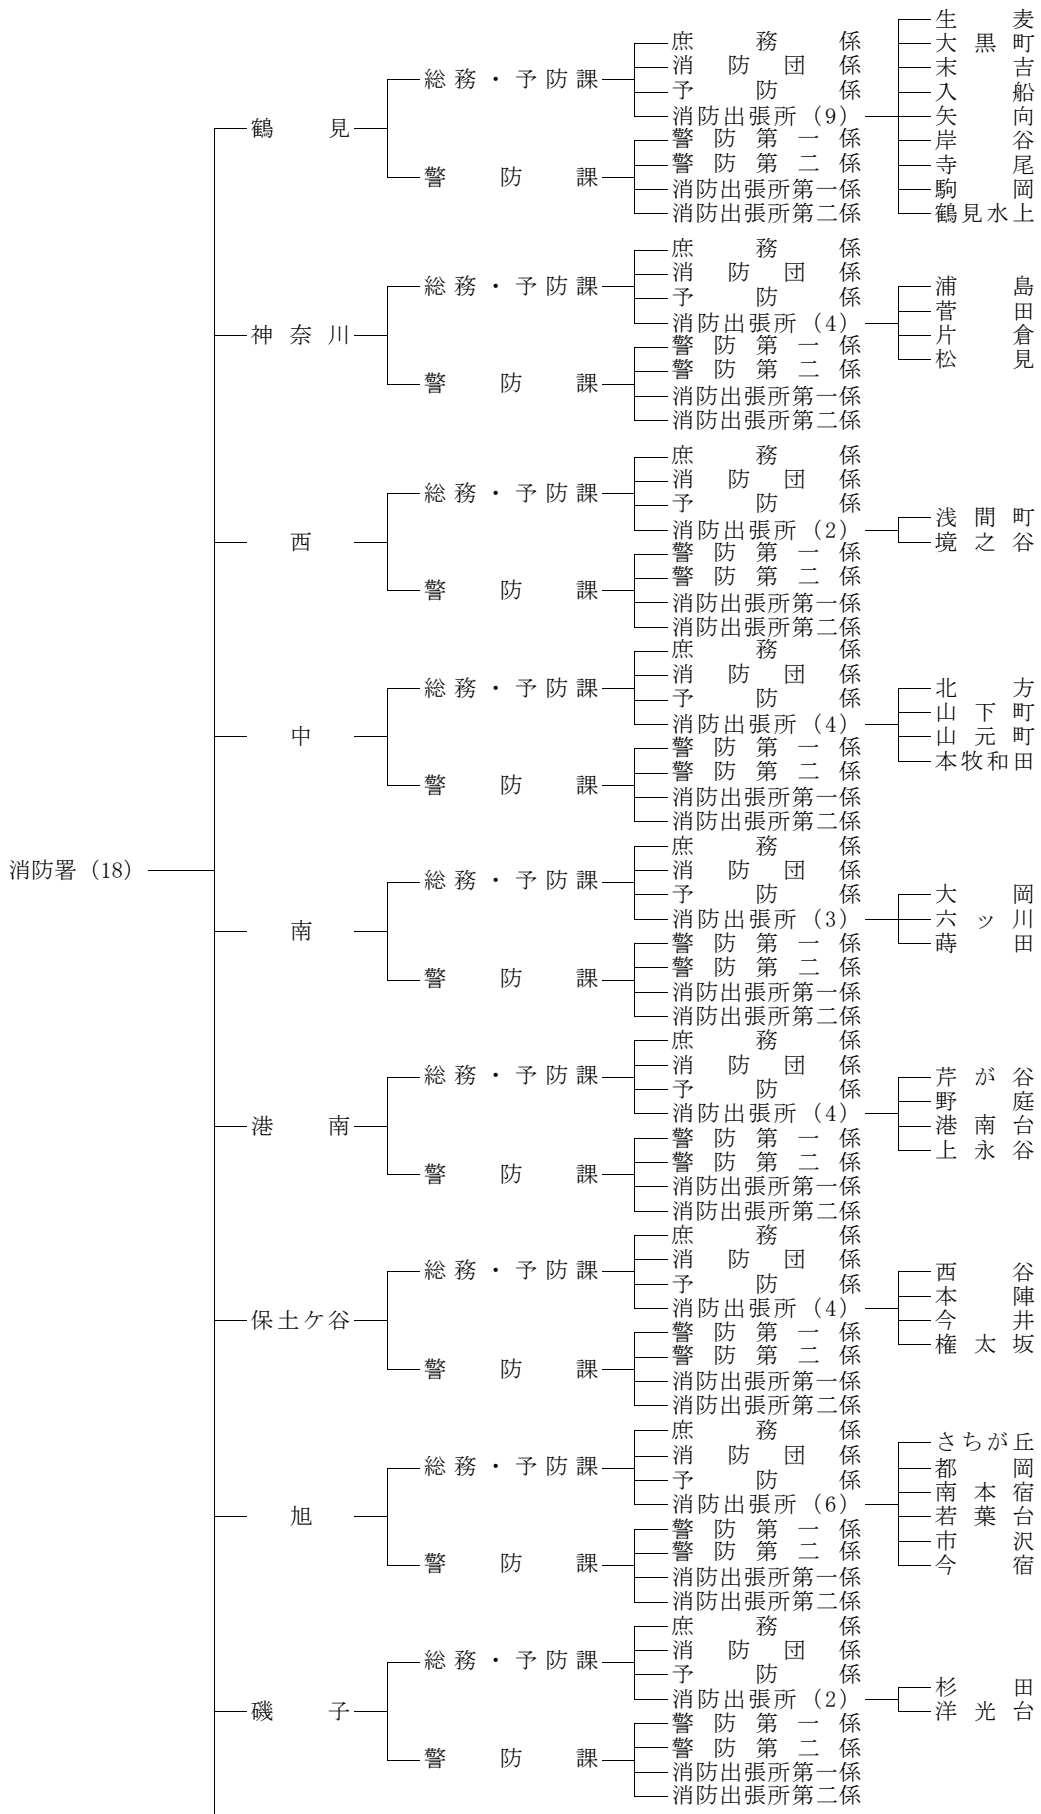 消防署（18）
鶴見
総務・予防課
庶務係
消防団係
予防係
消防出張所（9）
生麦
大黒町
末吉
入船
矢向
岸谷
寺尾
駒岡
鶴見水上
警防課
警防第一係
警防第二係
消防出張所第一係
消防出張所第二係
神奈川
総務・予防課
庶務係
消防団係
予防係
消防出張所（4）
浦島
菅田
片倉
松見
警防課
警防第一係
警防第二係
消防出張所第一係
消防出張所第二係
西
総務・予防課
庶務係
消防団係
予防係
消防出張所（2）
浅間町
境之谷
警防課
警防第一係
警防第二係
消防出張所第一係
消防出張所第二係
中
総務・予防課
庶務係
消防団係
予防係
消防出張所（4）
北方
山下町
山元町
本牧和田
警防課
警防第一係
警防第二係
消防出張所第一係
消防出張所第二係
南
総務・予防課
庶務係
消防団係
予防係
消防出張所（3）
大岡
六ッ川
蒔田
警防課
警防第一係
警防第二係
消防出張所第一係
消防出張所第二係
港南
総務・予防課
庶務係
消防団係
予防係
消防出張所（4）
芹が谷
野庭
港南台
上永谷
警防課
警防第一係
警防第二係
消防出張所第一係
消防出張所第二係
保土ケ谷
総務・予防課
庶務係
消防団係
予防係
消防出張所（4）
西谷
本陣
今井
権太坂
警防課
警防第一係
警防第二係
消防出張所第一係
消防出張所第二係
旭
総務・予防課
庶務係
消防団係
予防係
消防出張所（6）
さちが丘
都岡
南本宿
若葉台
市沢
今宿
警防課
警防第一係
警防第二係
消防出張所第一係
消防出張所第二係
磯子
総務・予防課
庶務係
消防団係
予防係
消防出張所（2）
杉田
洋光台
警防課
警防第一係
警防第二係
消防出張所第一係
消防出張所第二係